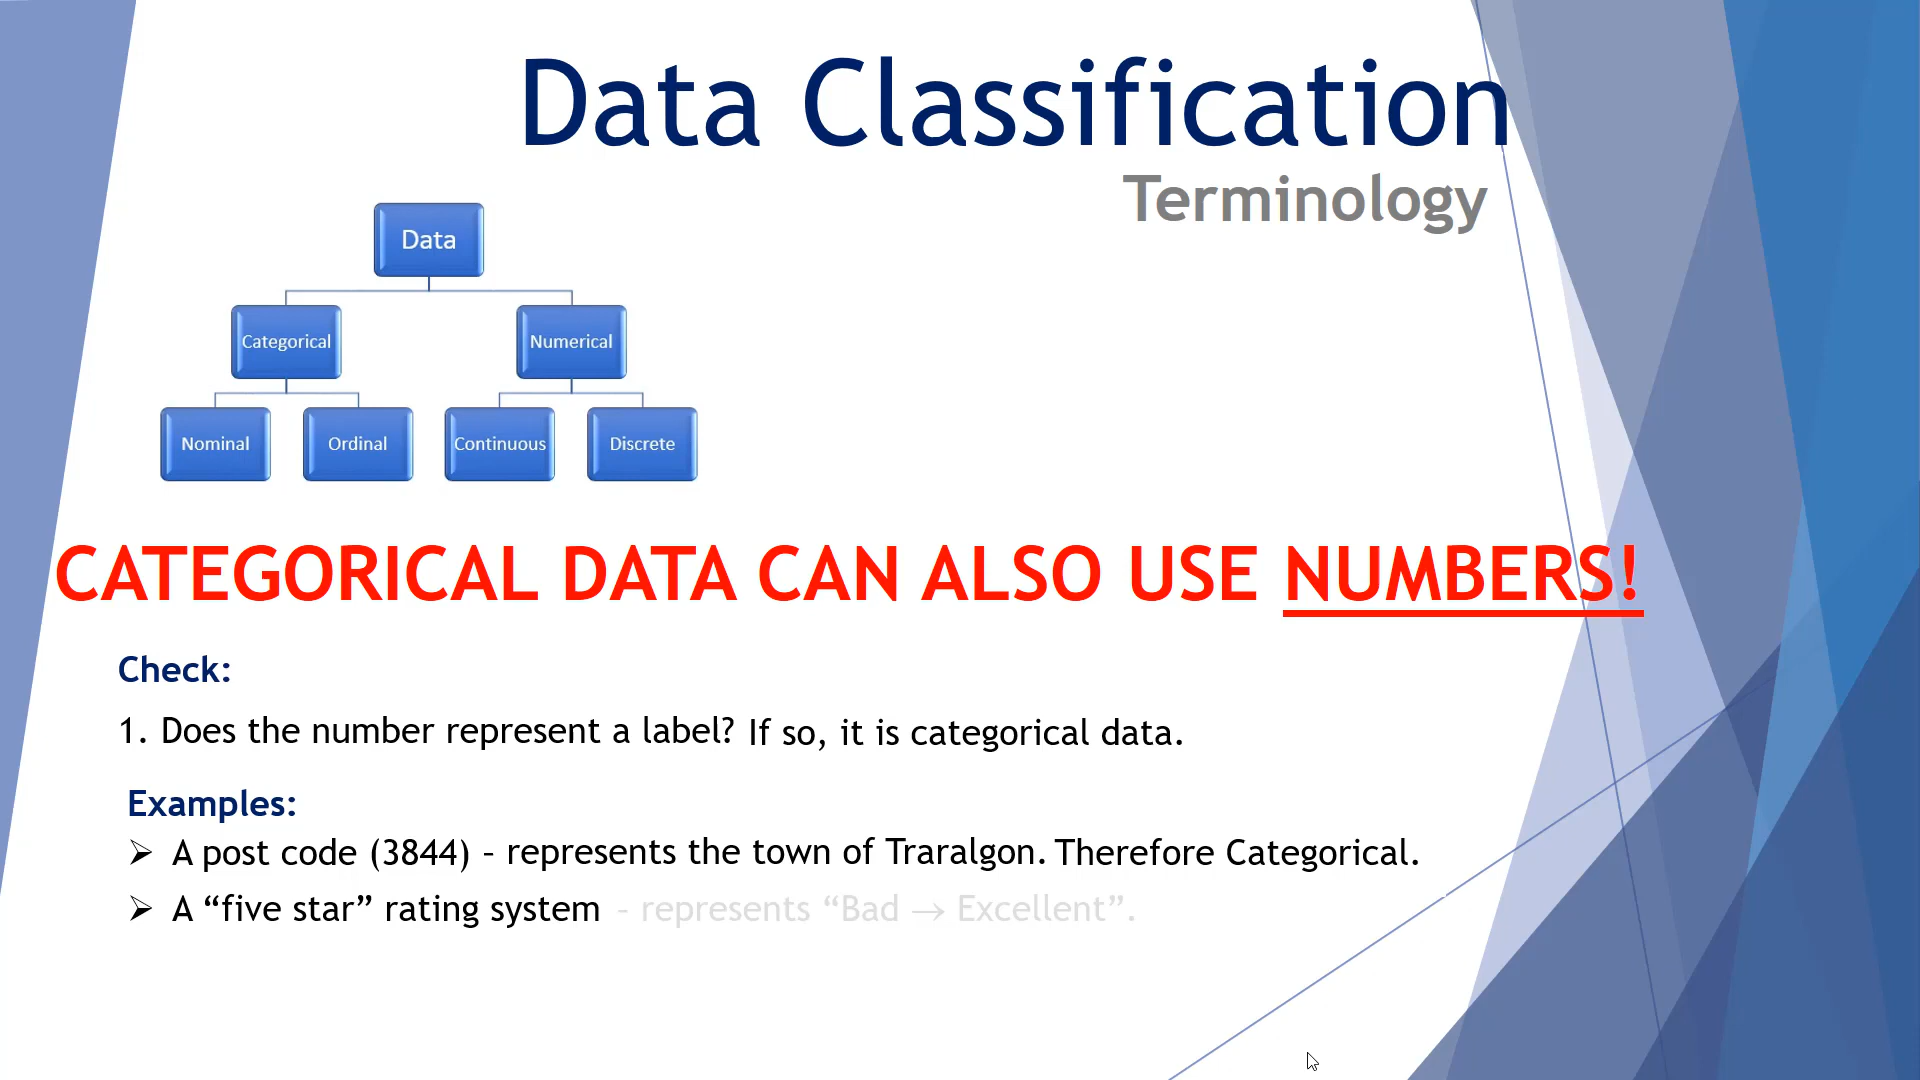 Data Classification
Terminology
Data
Categorical
Numerical
Nominal
Ordinal
Continuous
Discrete
CATEGORICAL DATA CAN ALSO USE NUMBERS!
Check:
1. Does the number represent a label? If so, it is categorical data.
Examples:
➢ A post code (3844) – represents the town of Traralgon. Therefore Categorical.
➢ A “five star” rating system – represents “Bad → Excellent”.